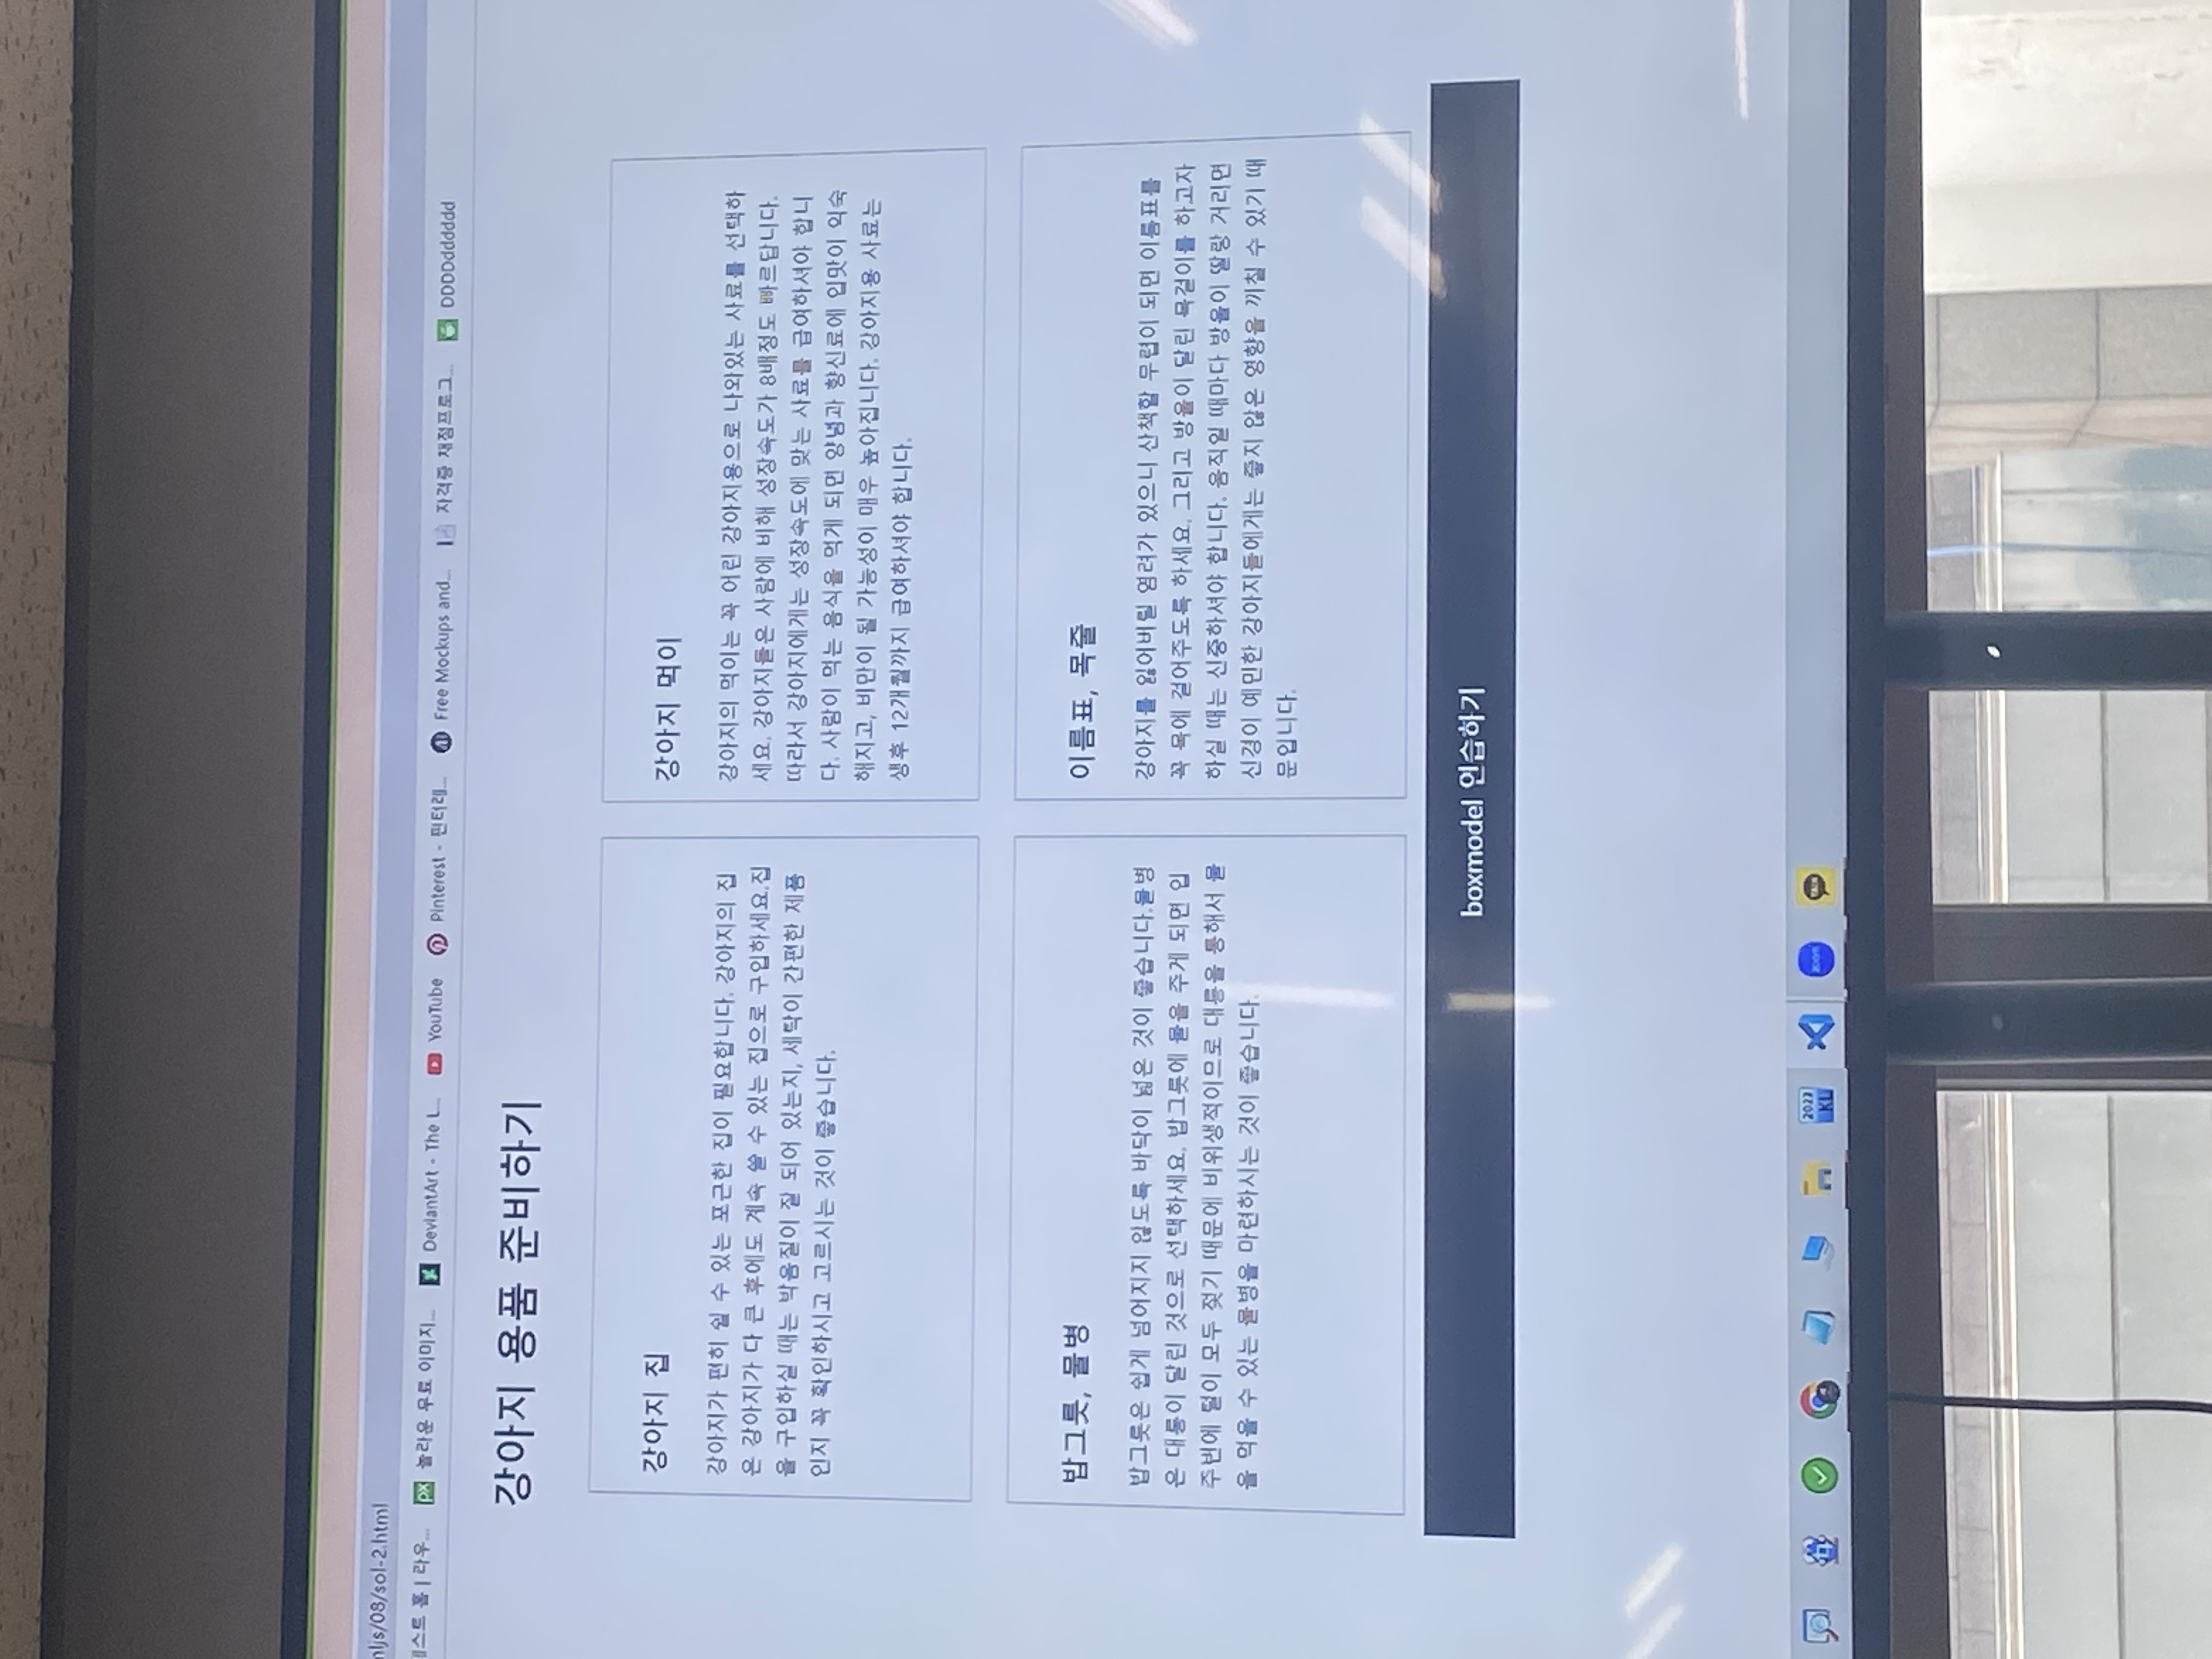 mljs/08/sol-2.html
테스트 홈 | 라우...
놀라운 무료 이미지...
DeviantArt - The L...
YouTube
Pinterest - 핀터레...
Free Mockups and...
자격증 채점프로그...
DDDDdddddd
강아지 용품 준비하기
강아지 집
강아지가 편히 쉴 수 있는 포근한 집이 필요합니다. 강아지의 집
은 강아지가 다 큰 후에도 계속 쓸 수 있는 집으로 구입하세요.집
을 구입하실 때는 박음질이 잘 되어 있는지, 세탁이 간편한 제품
인지 꼭 확인하시고 고르시는 것이 좋습니다.
강아지 먹이
강아지의 먹이는 꼭 어린 강아지용으로 나와있는 사료를 선택하
세요. 강아지들은 사람에 비해 성장속도가 8배정도 빠르답니다.
따라서 강아지에게는 성장속도에 맞는 사료를 급여하셔야 합니
다. 사람이 먹는 음식을 먹게 되면 양념과 향신료에 입맛이 익숙
해지고, 비만이 될 가능성이 매우 높아집니다. 강아지용 사료는
생후 12개월까지 급여하셔야 합니다.
밥그릇, 물병
밥그릇은 쉽게 넘어지지 않도록 바닥이 넓은 것이 좋습니다.물병
은 대롱이 달린 것으로 선택하세요. 밥그릇에 물을 주게 되면 입
주변에 털이 모두 젖기 때문에 비위생적이므로 대롱을 통해서 물
을 먹을 수 있는 물병을 마련하시는 것이 좋습니다.
이름표, 목줄
강아지를 잃어버릴 염려가 있으니 산책할 무렵이 되면 이름표를
꼭 목에 걸어주도록 하세요. 그리고 방울이 달린 목걸이를 하고자
하실 때는 신중하셔야 합니다. 움직일 때마다 방울이 딸랑 거리면
신경이 예민한 강아지들에게는 좋지 않은 영향을 끼칠 수 있기 때
문입니다.
boxmodel 연습하기
2023
KL
zoom
TALK